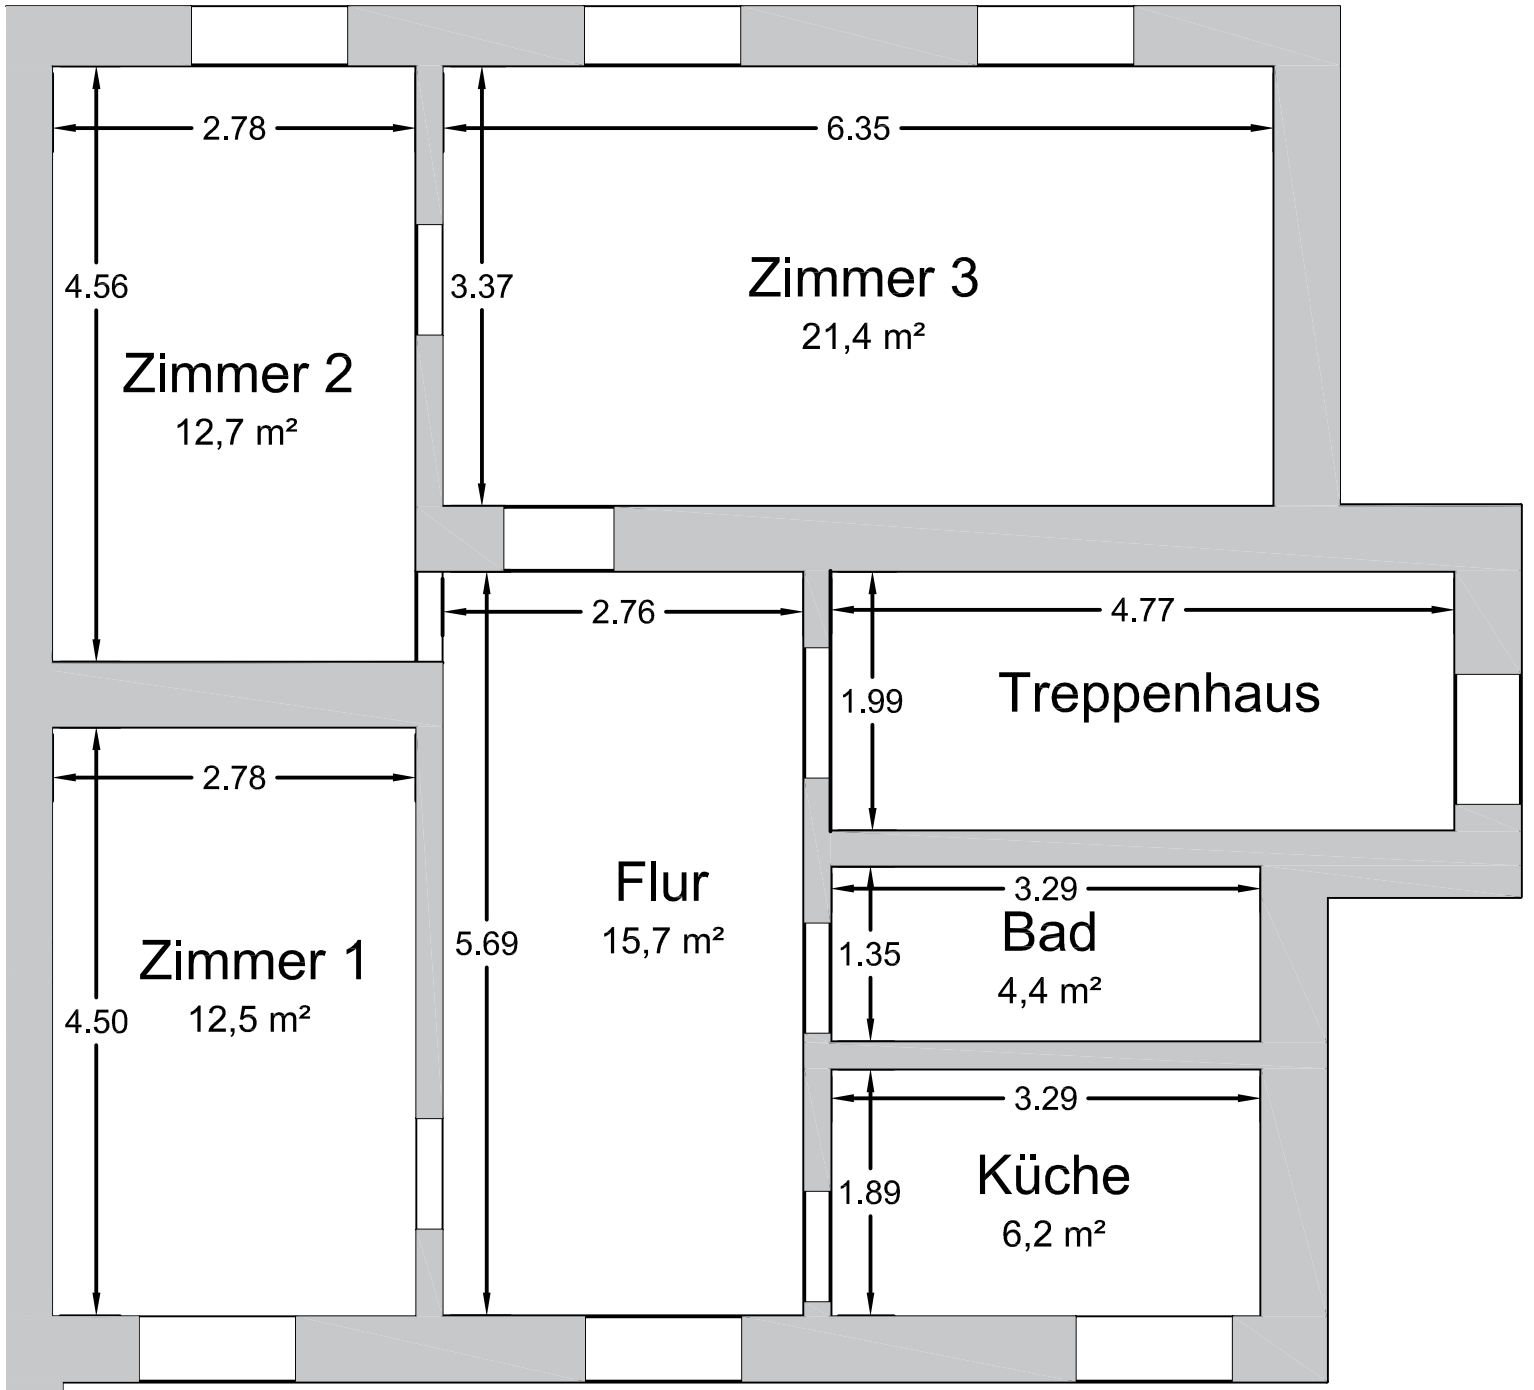 2.78
4.56
Zimmer 2
12,7 m²
6.35
3.37
Zimmer 3
21,4 m²
2.76
5.69
Flur
15,7 m²
4.77
1.99
Treppenhaus
2.78
4.50
Zimmer 1
12,5 m²
3.29
1.35
Bad
4,4 m²
3.29
1.89
Küche
6,2 m²